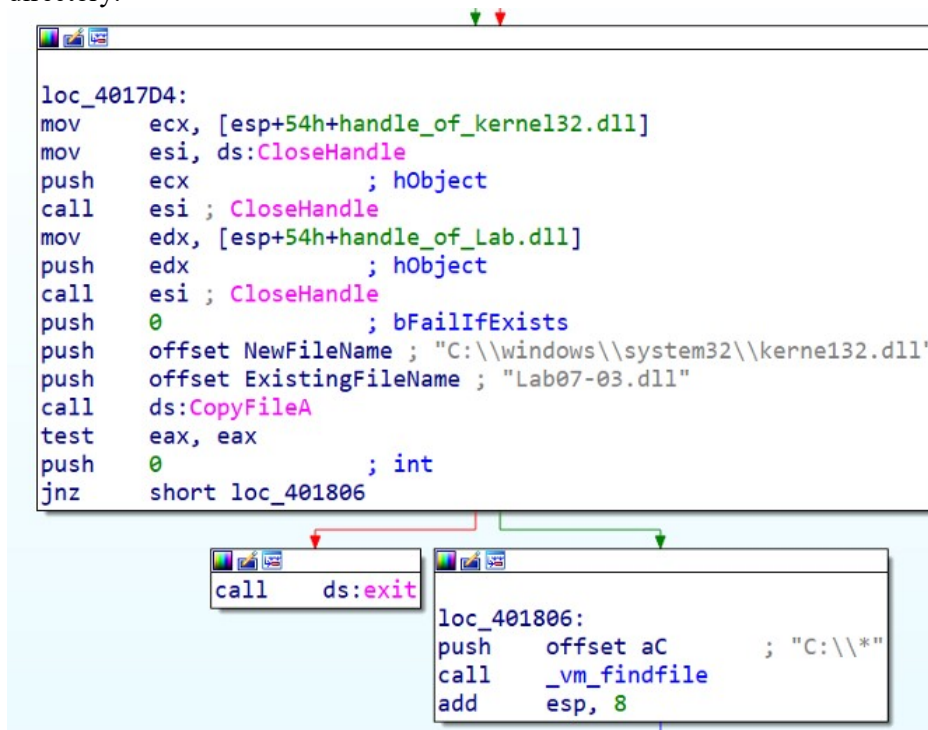 directory.
loc_4017D4:
mov ecx, [esp+54h+handle_of_kernel32.dll]
mov esi, ds:CloseHandle
push ecx ; hObject
call esi ; CloseHandle
mov edx, [esp+54h+handle_of_Lab.dll]
push edx ; hObject
call esi ; CloseHandle
push 0 ; bFailIfExists
push offset NewFileName ; "C:\\windows\\system32\\kerne132.dll"
push offset ExistingFileName ; "Lab07-03.dll"
call ds:CopyFileA
test eax, eax
push 0 ; int
jnz short loc_401806
call ds:exit
loc_401806:
push offset aC ; "C:\\*"
call _vm_findfile
add esp, 8